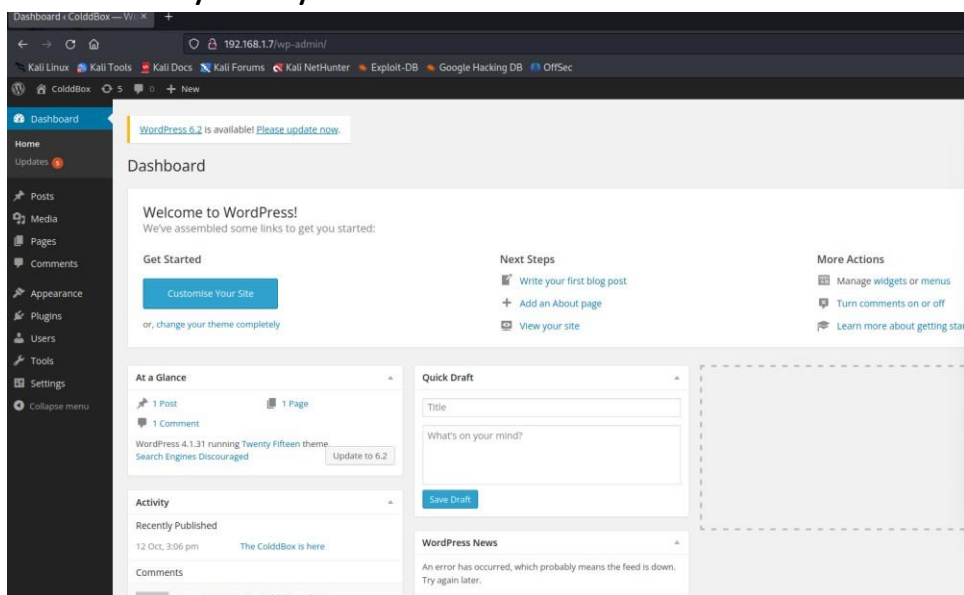 Dashboard ‹ ColddBox — W
192.168.1.7/wp-admin/
Kali Linux Kali Tools Kali Docs Kali Forums Kali NetHunter Exploit-DB Google Hacking DB OffSec
ColddBox 5 0 + New
Dashboard
Home
Updates 5
Posts
Media
Pages
Comments
Appearance
Plugins
Users
Tools
Settings
Collapse menu
WordPress 6.2 is available! Please update now.
Dashboard
Welcome to WordPress!
We've assembled some links to get you started:
Get Started
Customise Your Site
or, change your theme completely
Next Steps
Write your first blog post
Add an About page
View your site
More Actions
Manage widgets or menus
Turn comments on or off
Learn more about getting
At a Glance
1 Post 1 Page
1 Comment
WordPress 4.1.31 running Twenty Fifteen theme.
Search Engines Discouraged
Update to 6.2
Activity
Recently Published
12 Oct, 3:06 pm The ColddBox is here
Comments
Quick Draft
Title
What's on your mind?
Save Draft
WordPress News
An error has occurred, which probably means the feed is down.
Try again later.